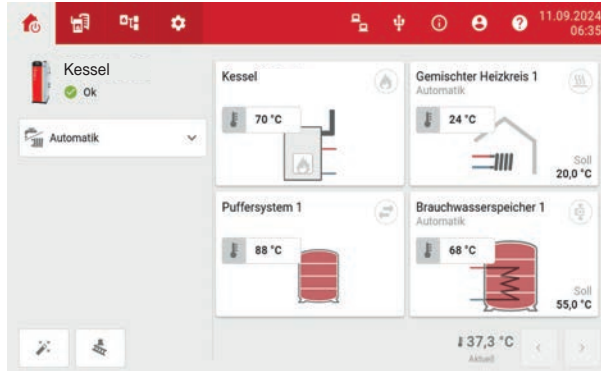 11.09.2024
06:35
Kessel
Ok
Automatik
Kessel
70 °C
Gemischter Heizkreis 1
Automatik
24 °C
Soll
20,0 °C
Puffersystem 1
88 °C
Brauchwasserspeicher 1
Automatik
68 °C
Soll
55,0 °C
37,3 °C
Aktuell